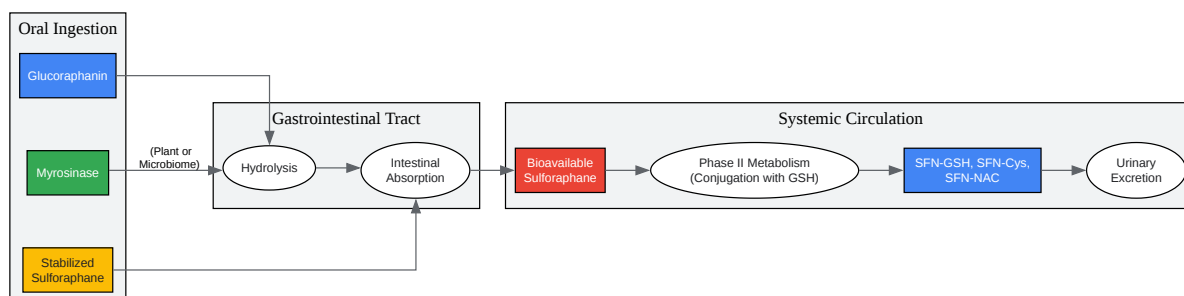 Oral Ingestion
Glucoraphanin
Myrosinase
Stabilized
Sulforaphane
(Plant or
Microbiome)
Gastrointestinal Tract
Hydrolysis
Intestinal
Absorption
Systemic Circulation
Bioavailable
Sulforaphane
Phase II Metabolism
(Conjugation with GSH)
SFN-GSH, SFN-Cys,
SFN-NAC
Urinary
Excretion